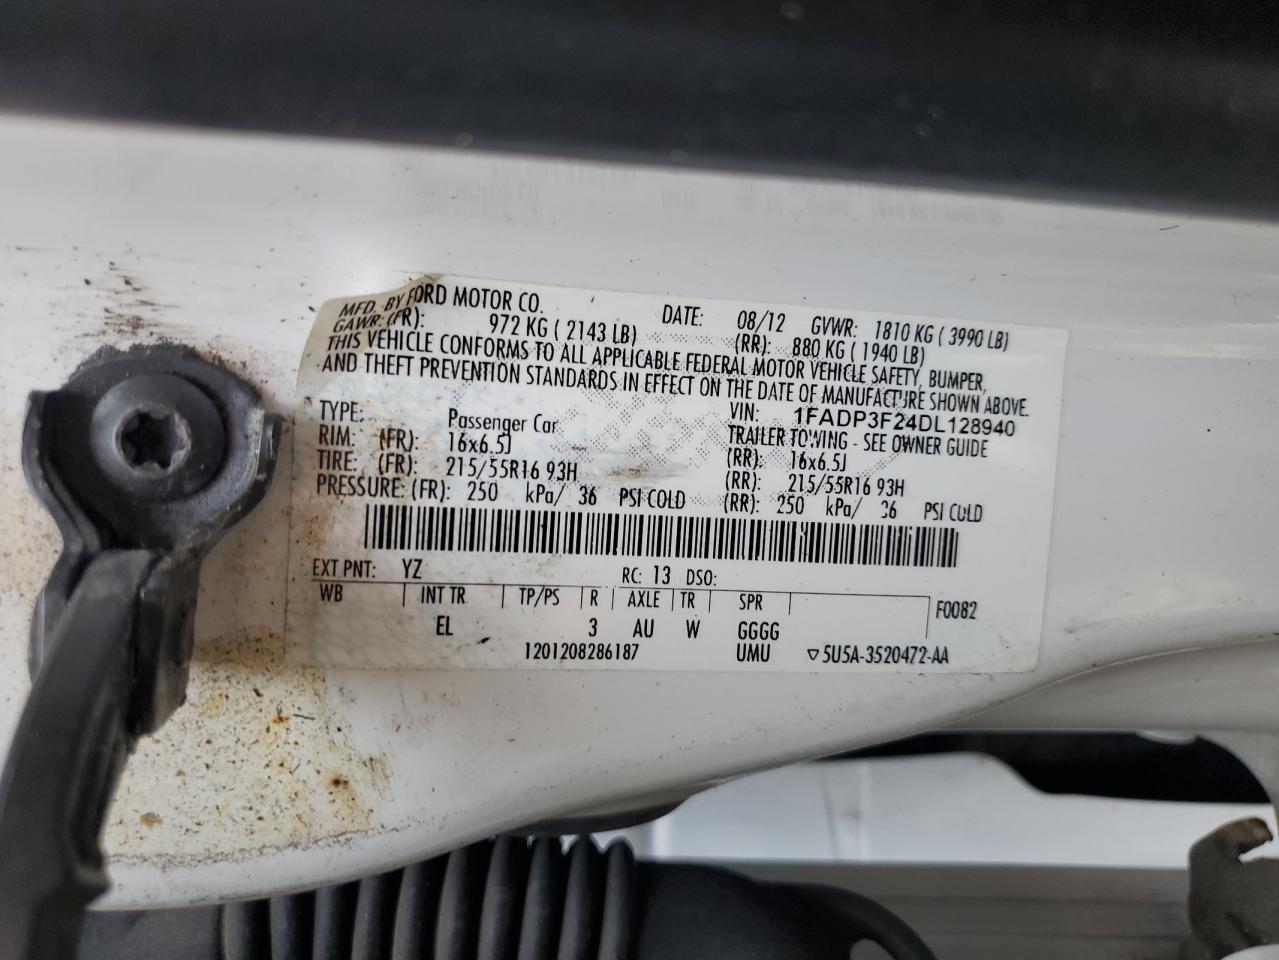 MFD. BY FORD MOTOR CO. DATE: 08/12 GVWR: 1810 KG ( 3990 LB)
GAWR: (FR): 972 KG ( 2143 LB) (RR): 880 KG ( 1940 LB)
THIS VEHICLE CONFORMS TO ALL APPLICABLE FEDERAL MOTOR VEHICLE SAFETY, BUMPER,
AND THEFT PREVENTION STANDARDS IN EFFECT ON THE DATE OF MANUFACTURE SHOWN ABOVE.
TYPE: Passenger Car VIN: 1FADP3F24DL128940
TRAILER TOWING - SEE OWNER GUIDE
RIM: (FR): 16x6.5J (RR): 16x6.5J
TIRE: (FR): 215/55R16 93H (RR): 215/55R16 93H
PRESSURE: (FR): 250 kPa/ 36 PSI COLD (RR): 250 kPa/ 36 PSI COLD
EXT PNT: YZ RC: 13 DSO:
WB INT TR TP/PS R AXLE TR SPR F0082
EL 3 AU W GGGG
1201208286187 UMU ▽5U5A-3520472-AA